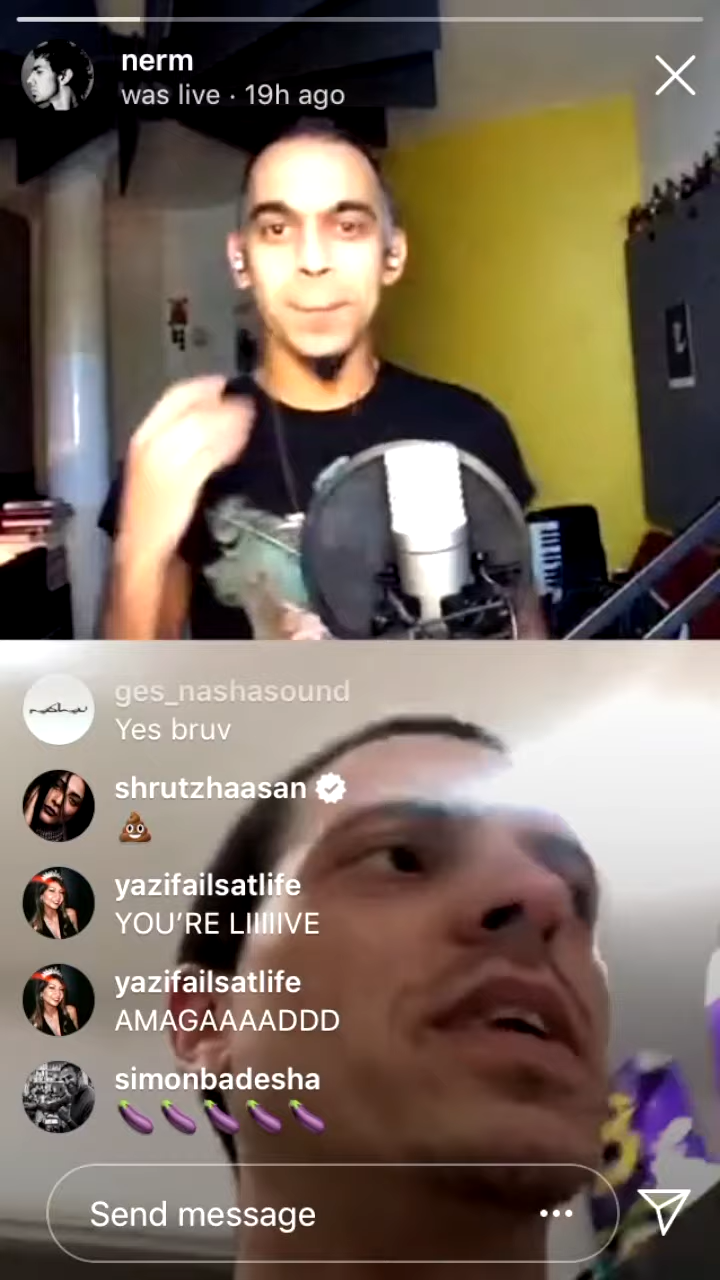 nerm
was live · 19h ago
ges_nashasound
Yes bruv
shrutzhaasan
💩
yazifailsatlife
YOU’RE LIIIIIVE
yazifailsatlife
AMAGAAAADDD
simonbadesha
🍆🍆🍆🍆🍆
Send message